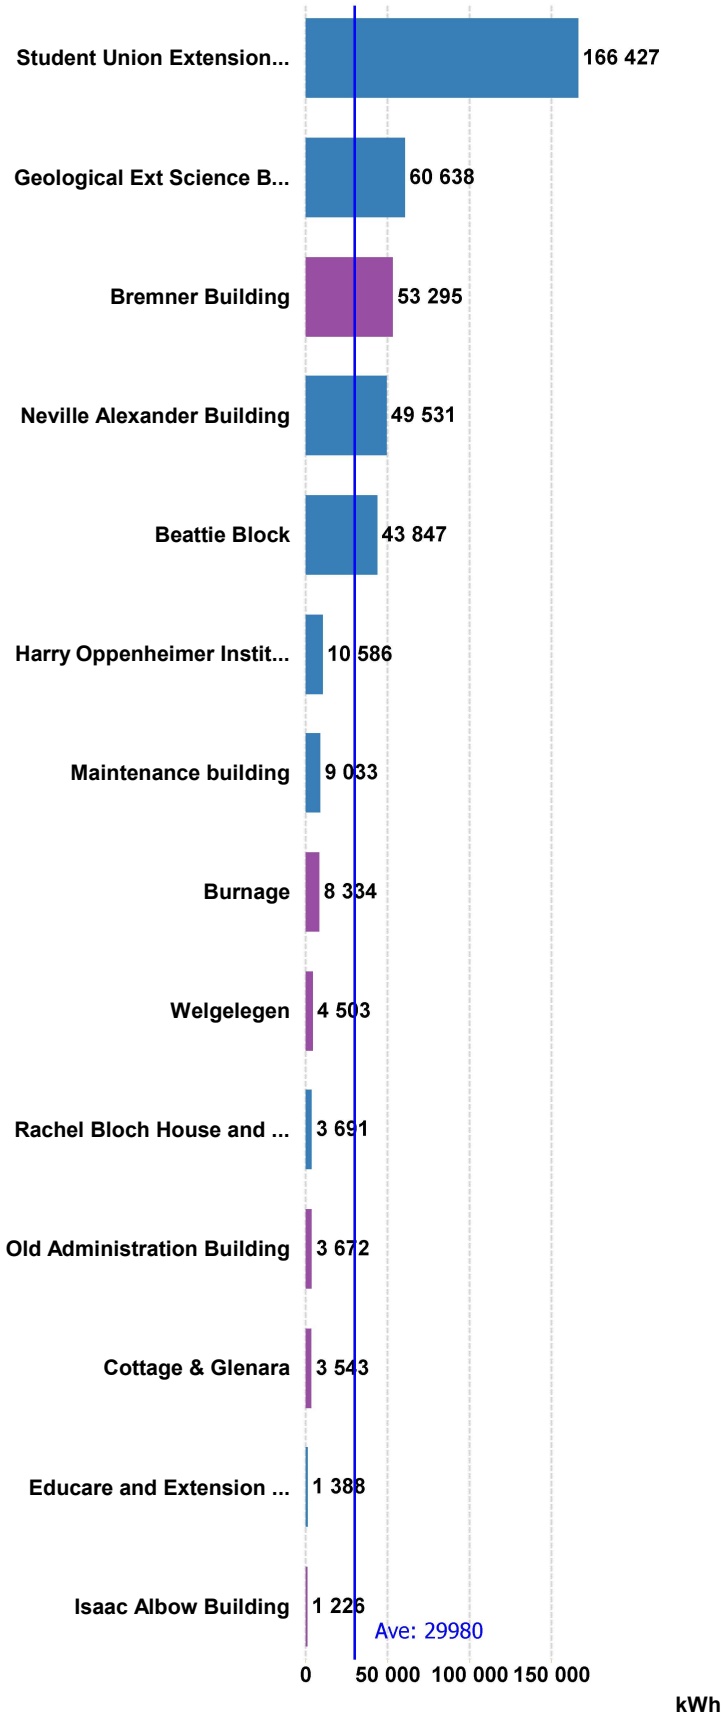 Student Union Extension... 166 427
Geological Ext Science B... 60 638
Bremner Building 53 295
Neville Alexander Building 49 531
Beattie Block 43 847
Harry Oppenheimer Instit... 10 586
Maintenance building 9 033
Burnage 8 334
Welgelegen 4 503
Rachel Bloch House and ... 3 691
Old Administration Building 3 672
Cottage & Glenara 3 543
Educare and Extension ... 1 388
Isaac Albow Building 1 226
Ave: 29980
0 50 000 100 000 150 000
kWh